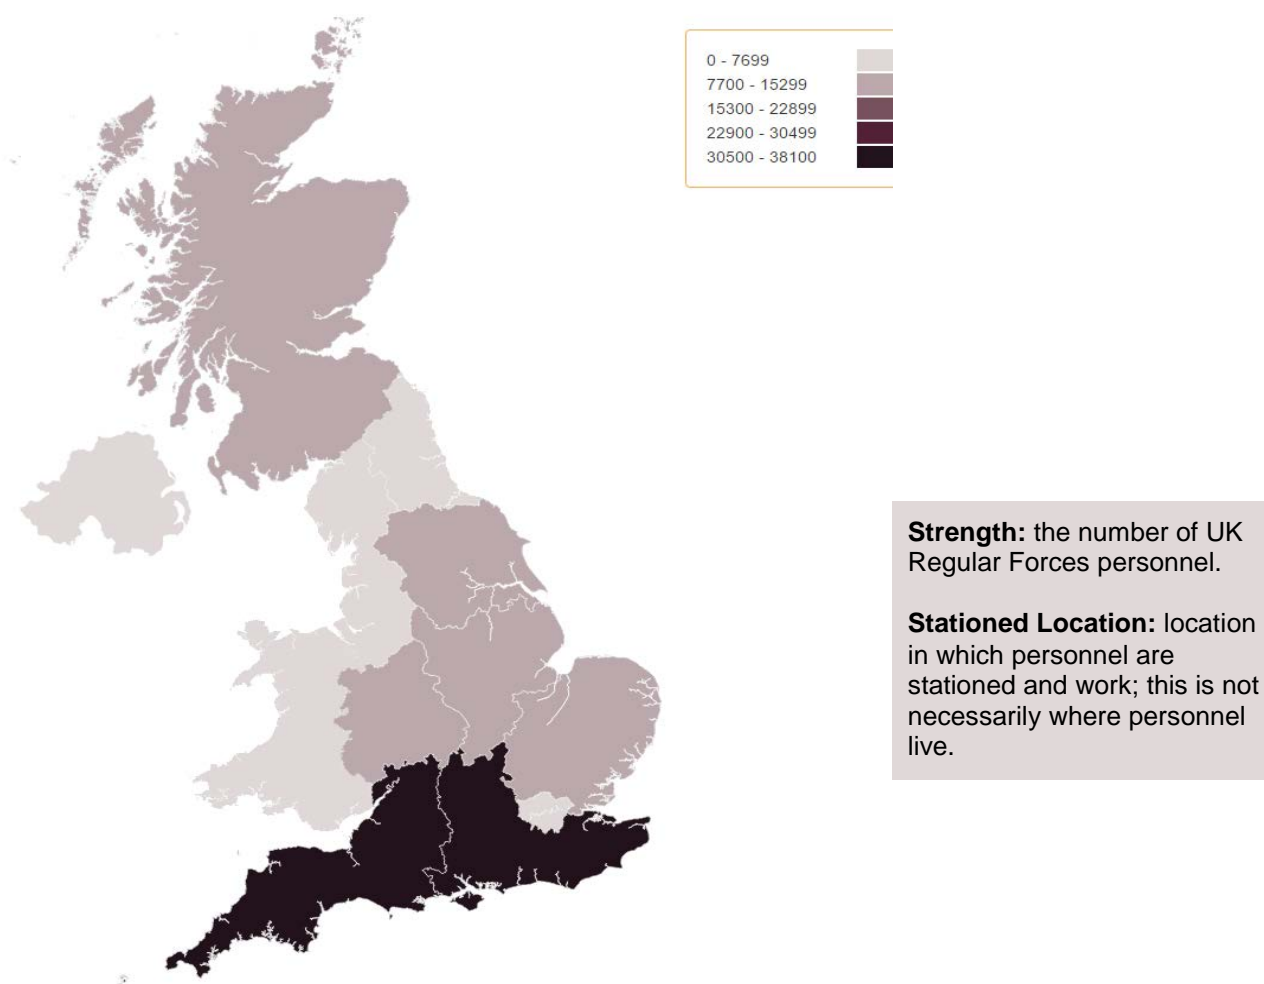 0 - 7699
7700 - 15299
15300 - 22899
22900 - 30499
30500 - 38100
Strength: the number of UK
Regular Forces personnel.
Stationed Location: location
in which personnel are
stationed and work; this is not
necessarily where personnel
live.